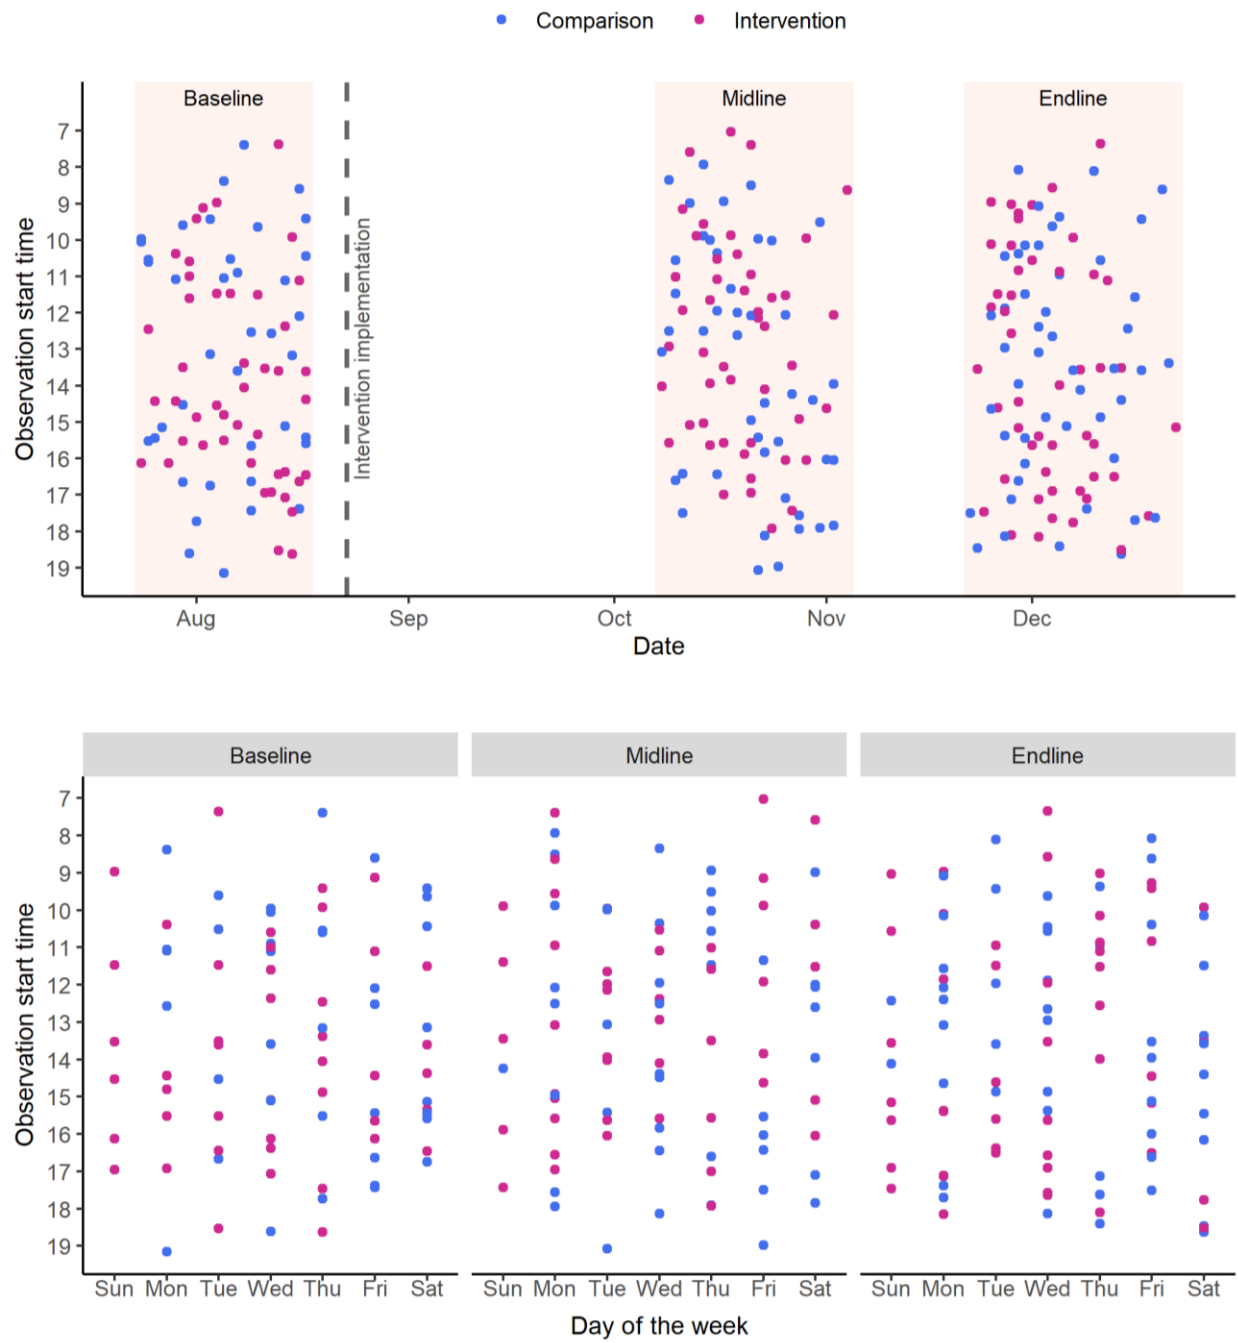 Comparison Intervention
Baseline Midline Endline
Observation start time
7
8
9
10
11
12
13
14
15
16
17
18
19
Intervention implementation
Aug Sep Oct Nov Dec
Date
Baseline Midline Endline
Observation start time
7
8
9
10
11
12
13
14
15
16
17
18
19
Sun Mon Tue Wed Thu Fri Sat Sun Mon Tue Wed Thu Fri Sat Sun Mon Tue Wed Thu Fri Sat
Day of the week